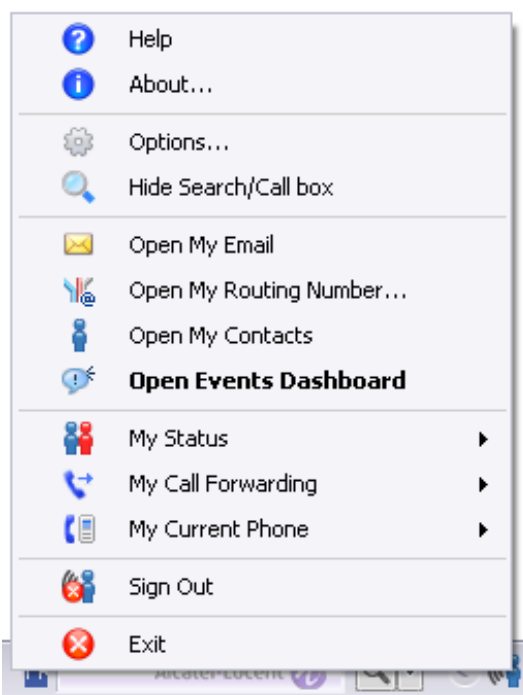 Help
About...
Options...
Hide Search/Call box
Open My Email
Open My Routing Number...
Open My Contacts
Open Events Dashboard
My Status
My Call Forwarding
My Current Phone
Sign Out
Exit
Alcatel-Lucent